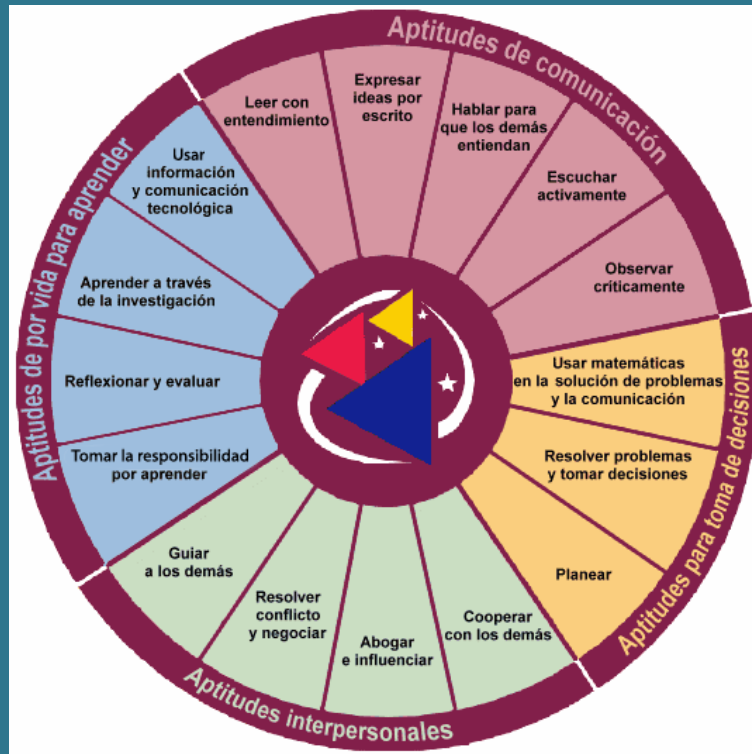 Aptitudes de comunicación
Leer con
entendimiento
Expresar
ideas por
escrito
Hablar para
que los demás
entiendan
Escuchar
activamente
Observar
críticamente
Aptitudes para toma de decisiones
Usar matemáticas
en la solución de problemas
y la comunicación
Resolver problemas
y tomar decisiones
Planear
Aptitudes interpersonales
Cooperar
con los demás
Abogar
e influenciar
Resolver
conflicto
y negociar
Guiar
a los demás
Aptitudes de por vida para aprender
Tomar la responsibilidad
por aprender
Reflexionar y evaluar
Aprender a través
de la investigación
Usar
información
y comunicación
tecnológica